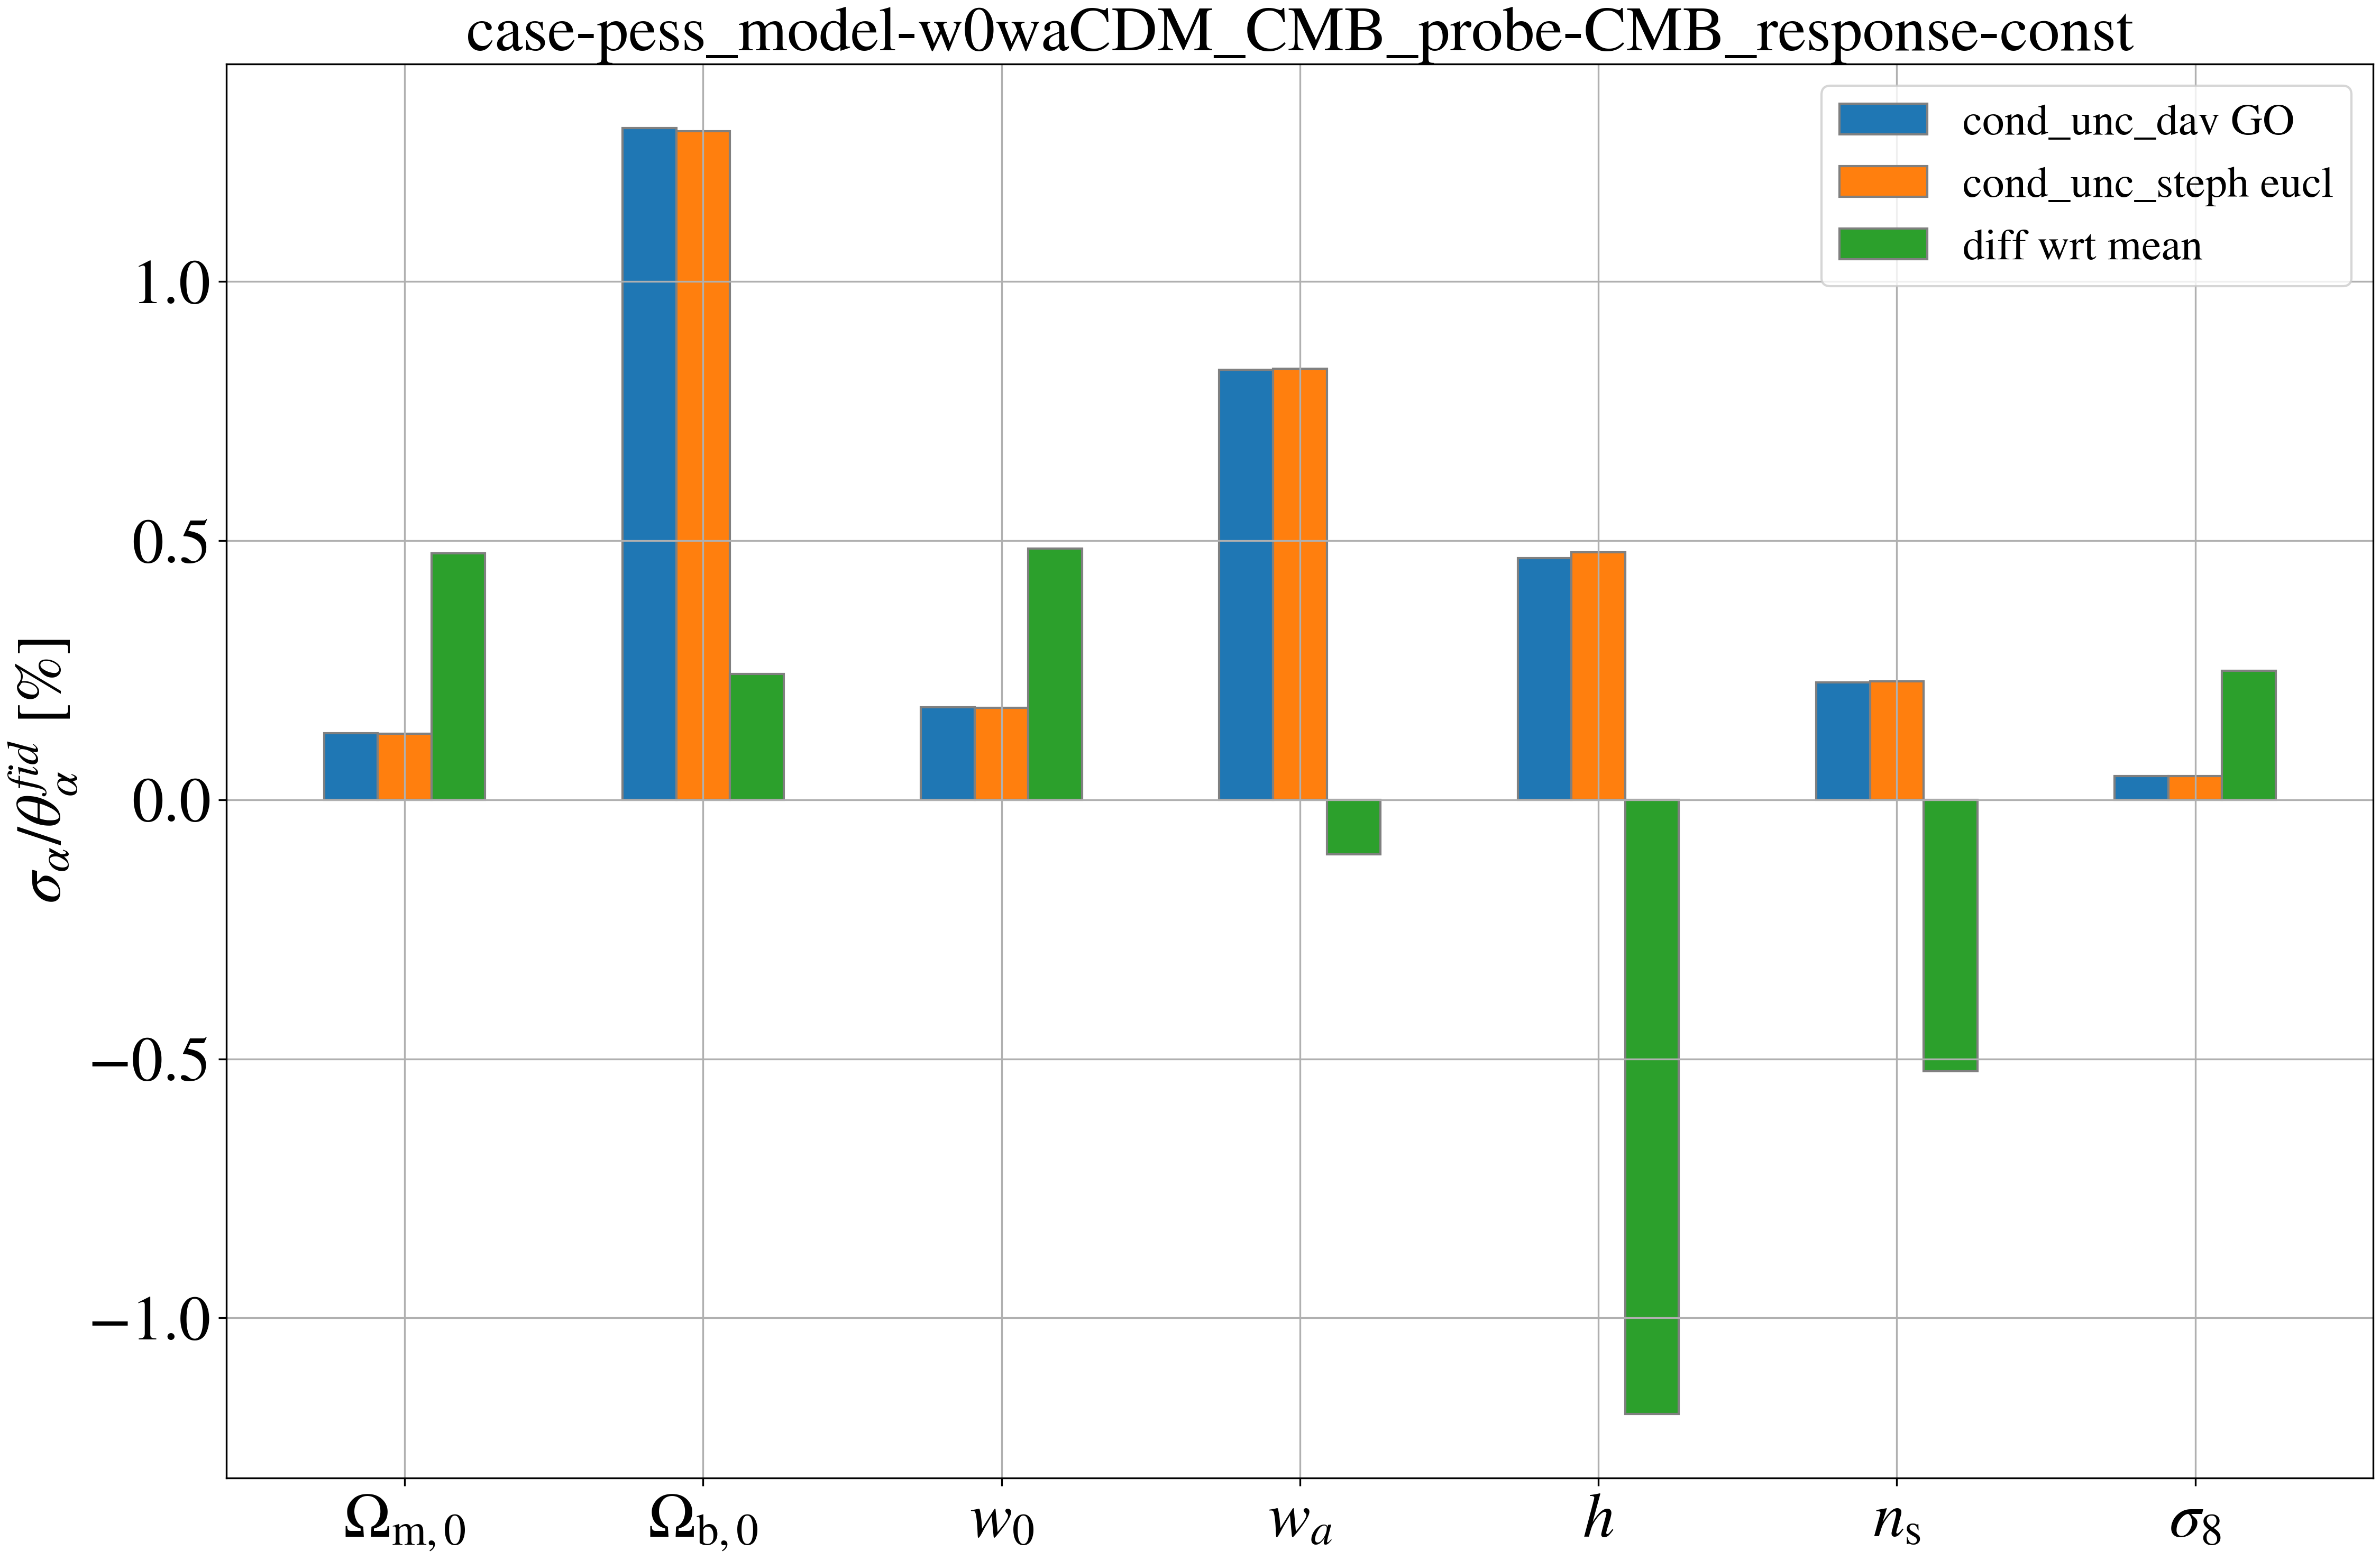 case-pess_model-w0waCDM_CMB_probe-CMB_response-const
cond_unc_dav GO
cond_unc_steph eucl
diff wrt mean
σα/θαfid [%]
1.0
0.5
0.0
−0.5
−1.0
Ωm, 0 Ωb, 0 w0 wa h ns σ8